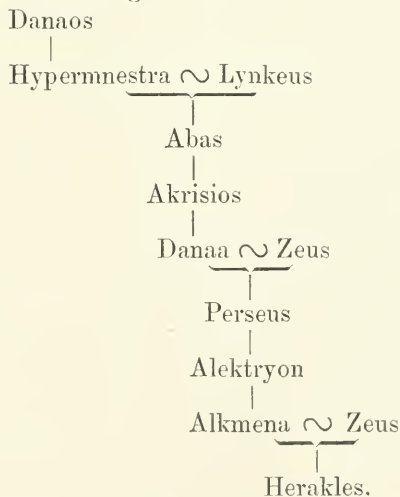 Danaos
Hypermnestra ∾ Lynkeus
Abas
Akrisios
Danaa ∾ Zeus
Perseus
Alektryon
Alkmena ∾ Zeus
Herakles.